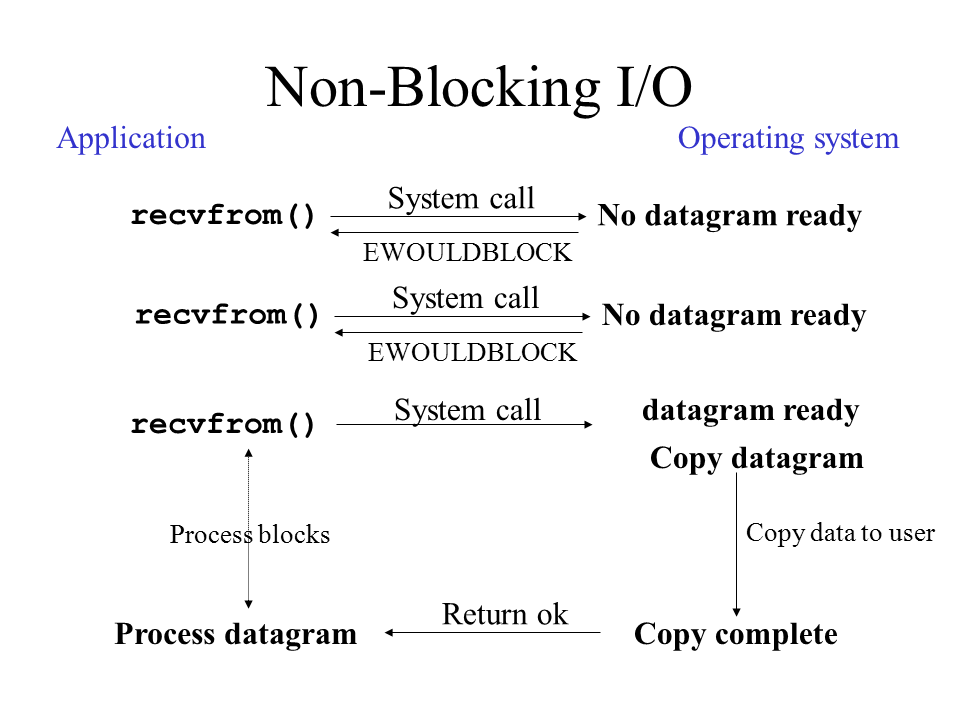 Non-Blocking I/O
Application
Operating system
System call
recvfrom()
No datagram ready
EWOULDBLOCK
System call
recvfrom()
No datagram ready
EWOULDBLOCK
System call
datagram ready
recvfrom()
Copy datagram
Process blocks
Copy data to user
Return ok
Process datagram
Copy complete